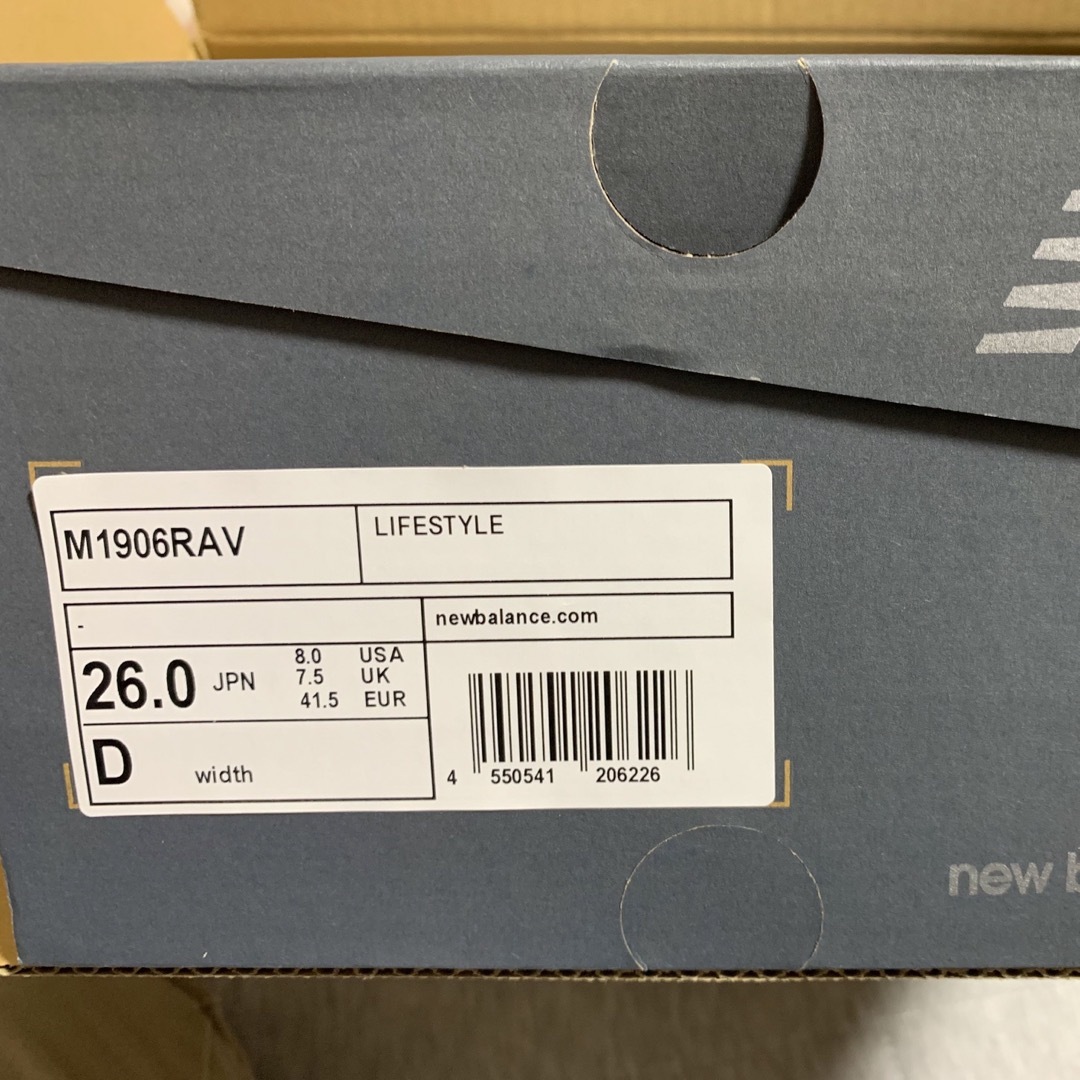 M1906RAV
LIFESTYLE
-
newbalance.com
26.0 JPN
8.0 USA
7.5 UK
41.5 EUR
D width
4 550541 206226
new b